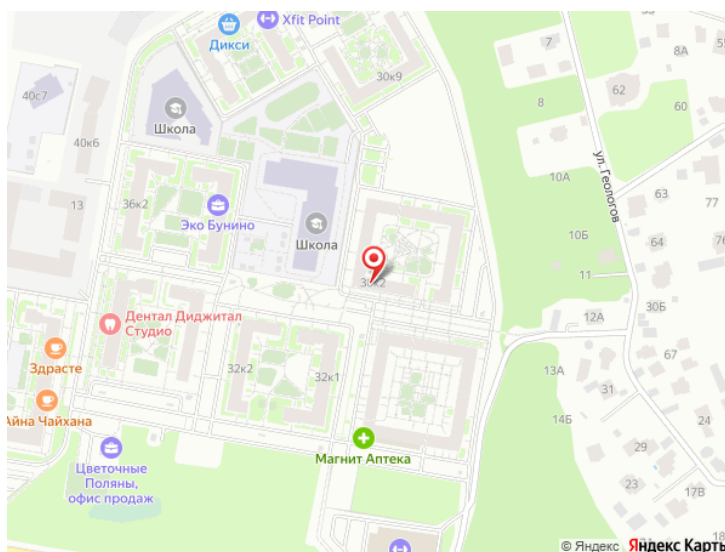 Xfit Point
Дикси
30к9
7
8А
55
40с7
62
8
60
Школа
40к6
ул. Геологов
10А
63
77
36к2
13
Эко Бунино
Школа
10Б
64
76
11
30Б
12А
Дентал Диджитал
Студио
67
Здрасте
32к2
32к1
13А
31
Айна Чайхана
14Б
24
Магнит Аптека
29
Цветочные
Поляны,
офис продаж
23
17В
© Яндекс Яндекс Карты